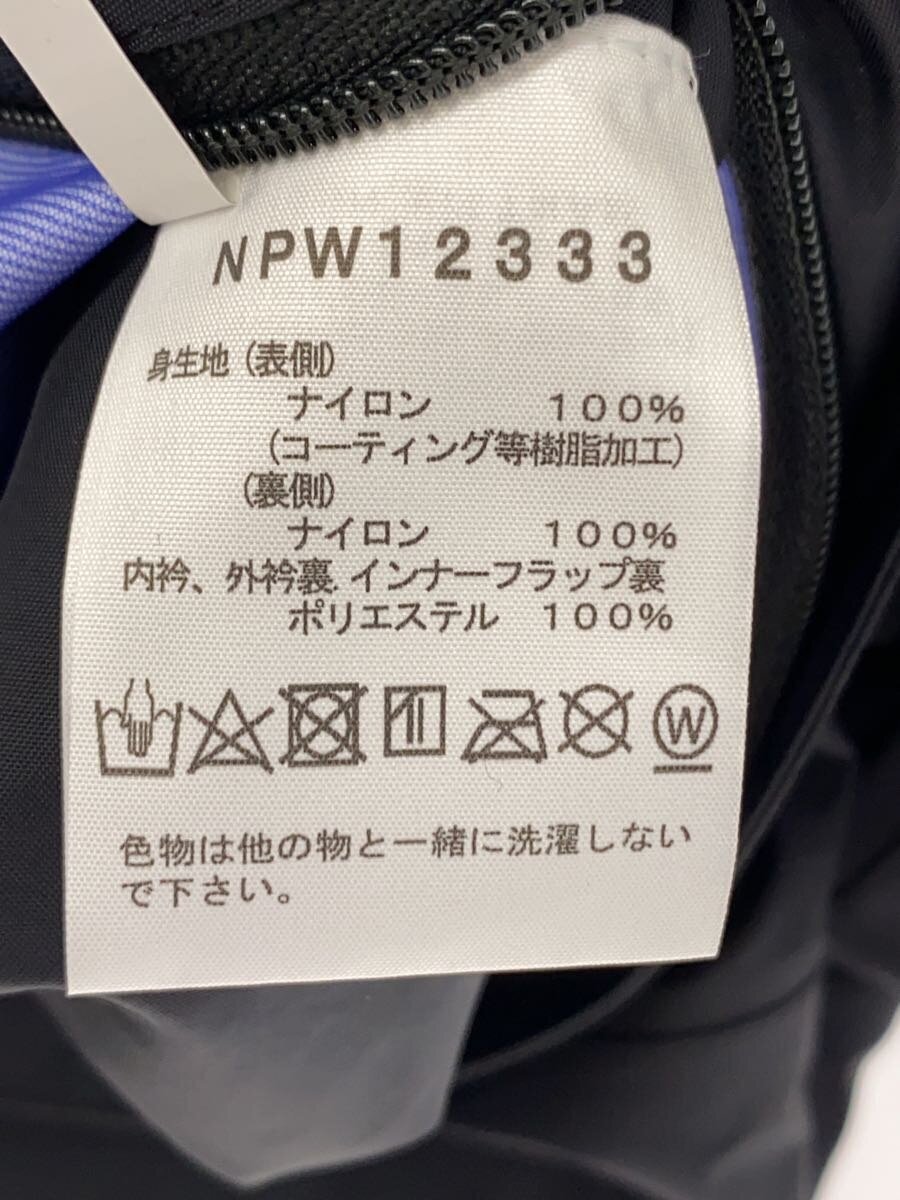 NPW12333
身生地(表側)
ナイロン 100%
(コーティング等樹脂加工)
(裏側)
ナイロン 100%
内衿、外衿裏.インナーフラップ裏
ポリエステル 100%
W
色物は他の物と一緒に洗濯しない
で下さい。